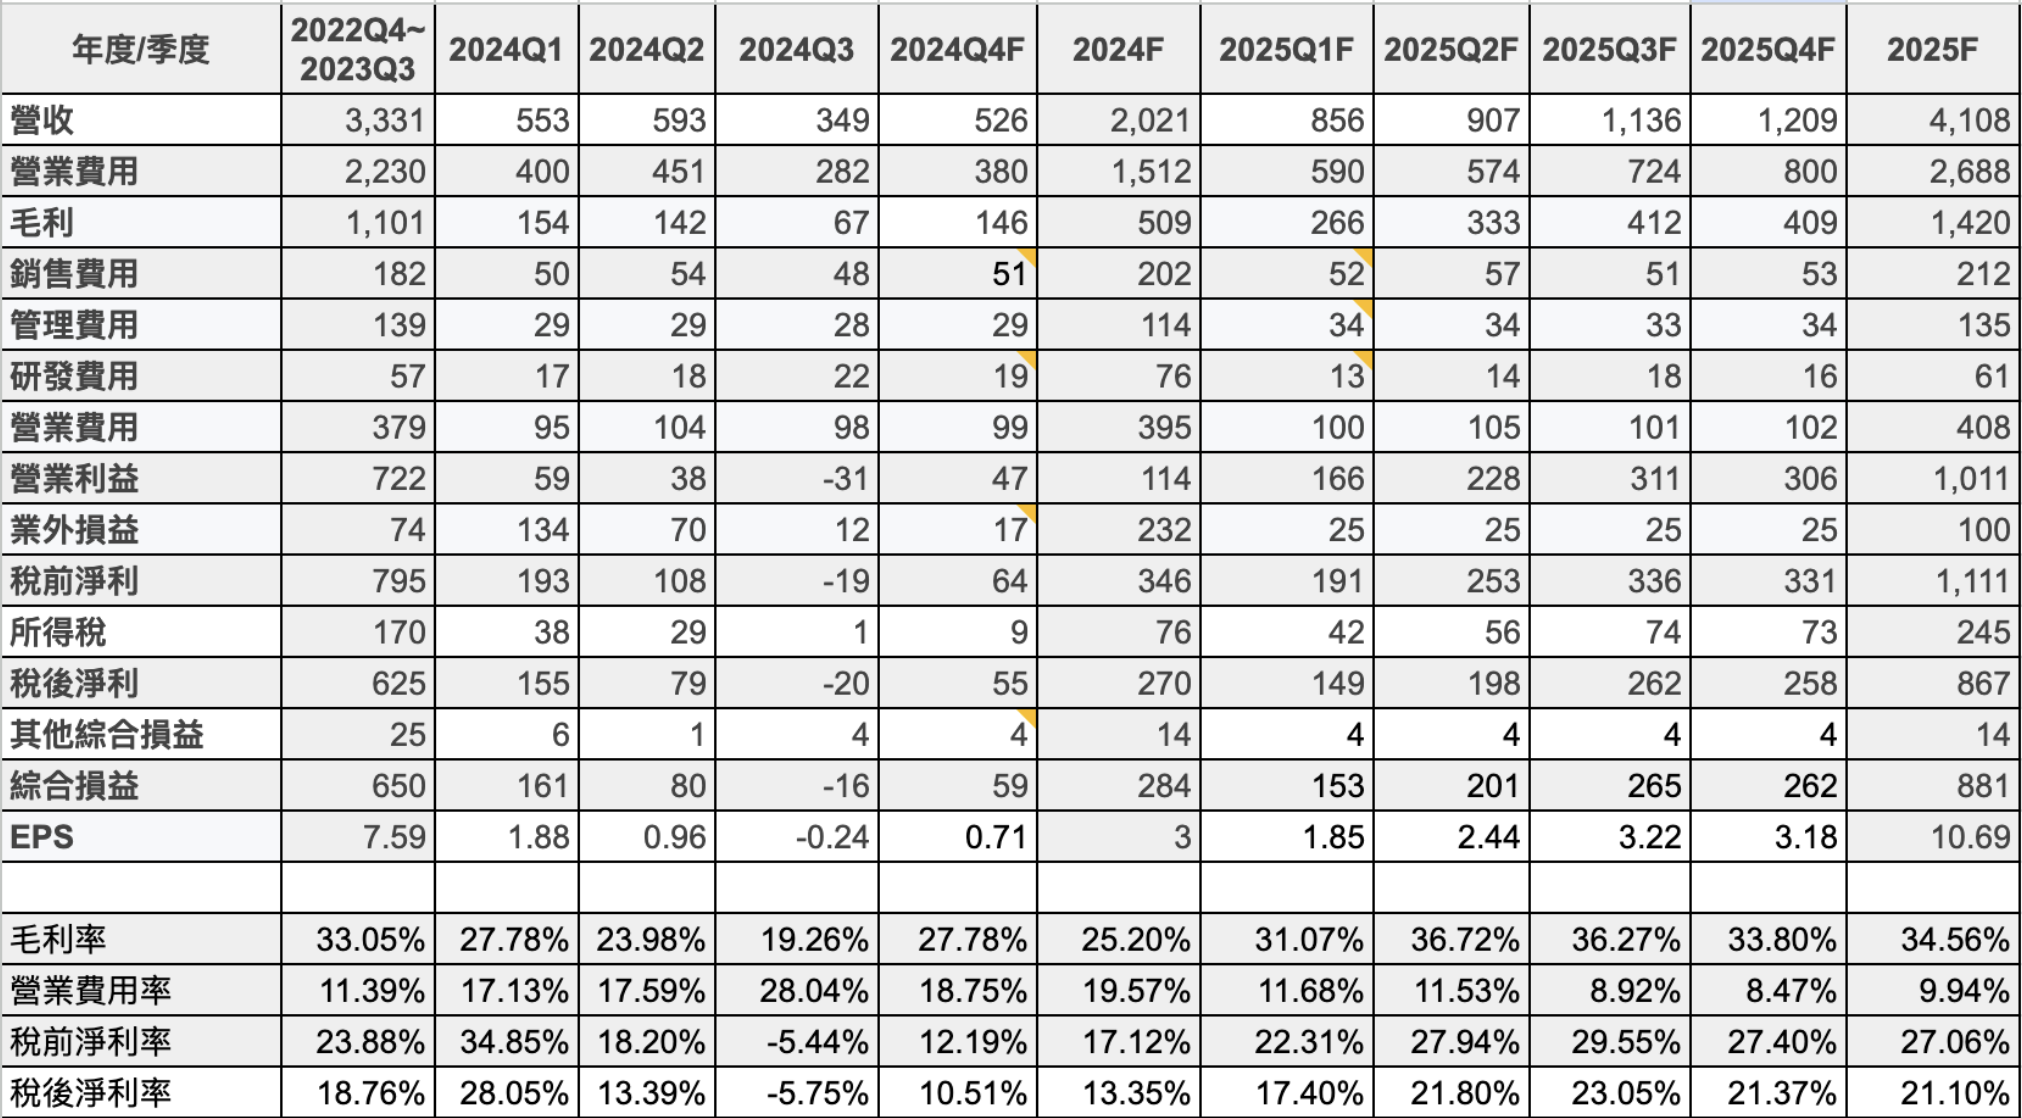 年度/季度 2022Q4~2023Q3 2024Q1 2024Q2 2024Q3 2024Q4F 2024F 2025Q1F 2025Q2F 2025Q3F 2025Q4F 2025F
營收 3,331 553 593 349 526 2,021 856 907 1,136 1,209 4,108
營業費用 2,230 400 451 282 380 1,512 590 574 724 800 2,688
毛利 1,101 154 142 67 146 509 266 333 412 409 1,420
銷售費用 182 50 54 48 51 202 52 57 51 53 212
管理費用 139 29 29 28 29 114 34 34 33 34 135
研發費用 57 17 18 22 19 76 13 14 18 16 61
營業費用 379 95 104 98 99 395 100 105 101 102 408
營業利益 722 59 38 -31 47 114 166 228 311 306 1,011
業外損益 74 134 70 12 17 232 25 25 25 25 100
稅前淨利 795 193 108 -19 64 346 191 253 336 331 1,111
所得稅 170 38 29 1 9 76 42 56 74 73 245
稅後淨利 625 155 79 -20 55 270 149 198 262 258 867
其他綜合損益 25 6 1 4 4 14 4 4 4 4 14
綜合損益 650 161 80 -16 59 284 153 201 265 262 881
EPS 7.59 1.88 0.96 -0.24 0.71 3 1.85 2.44 3.22 3.18 10.69
毛利率 33.05% 27.78% 23.98% 19.26% 27.78% 25.20% 31.07% 36.72% 36.27% 33.80% 34.56%
營業費用率 11.39% 17.13% 17.59% 28.04% 18.75% 19.57% 11.68% 11.53% 8.92% 8.47% 9.94%
稅前淨利率 23.88% 34.85% 18.20% -5.44% 12.19% 17.12% 22.31% 27.94% 29.55% 27.40% 27.06%
稅後淨利率 18.76% 28.05% 13.39% -5.75% 10.51% 13.35% 17.40% 21.80% 23.05% 21.37% 21.10%